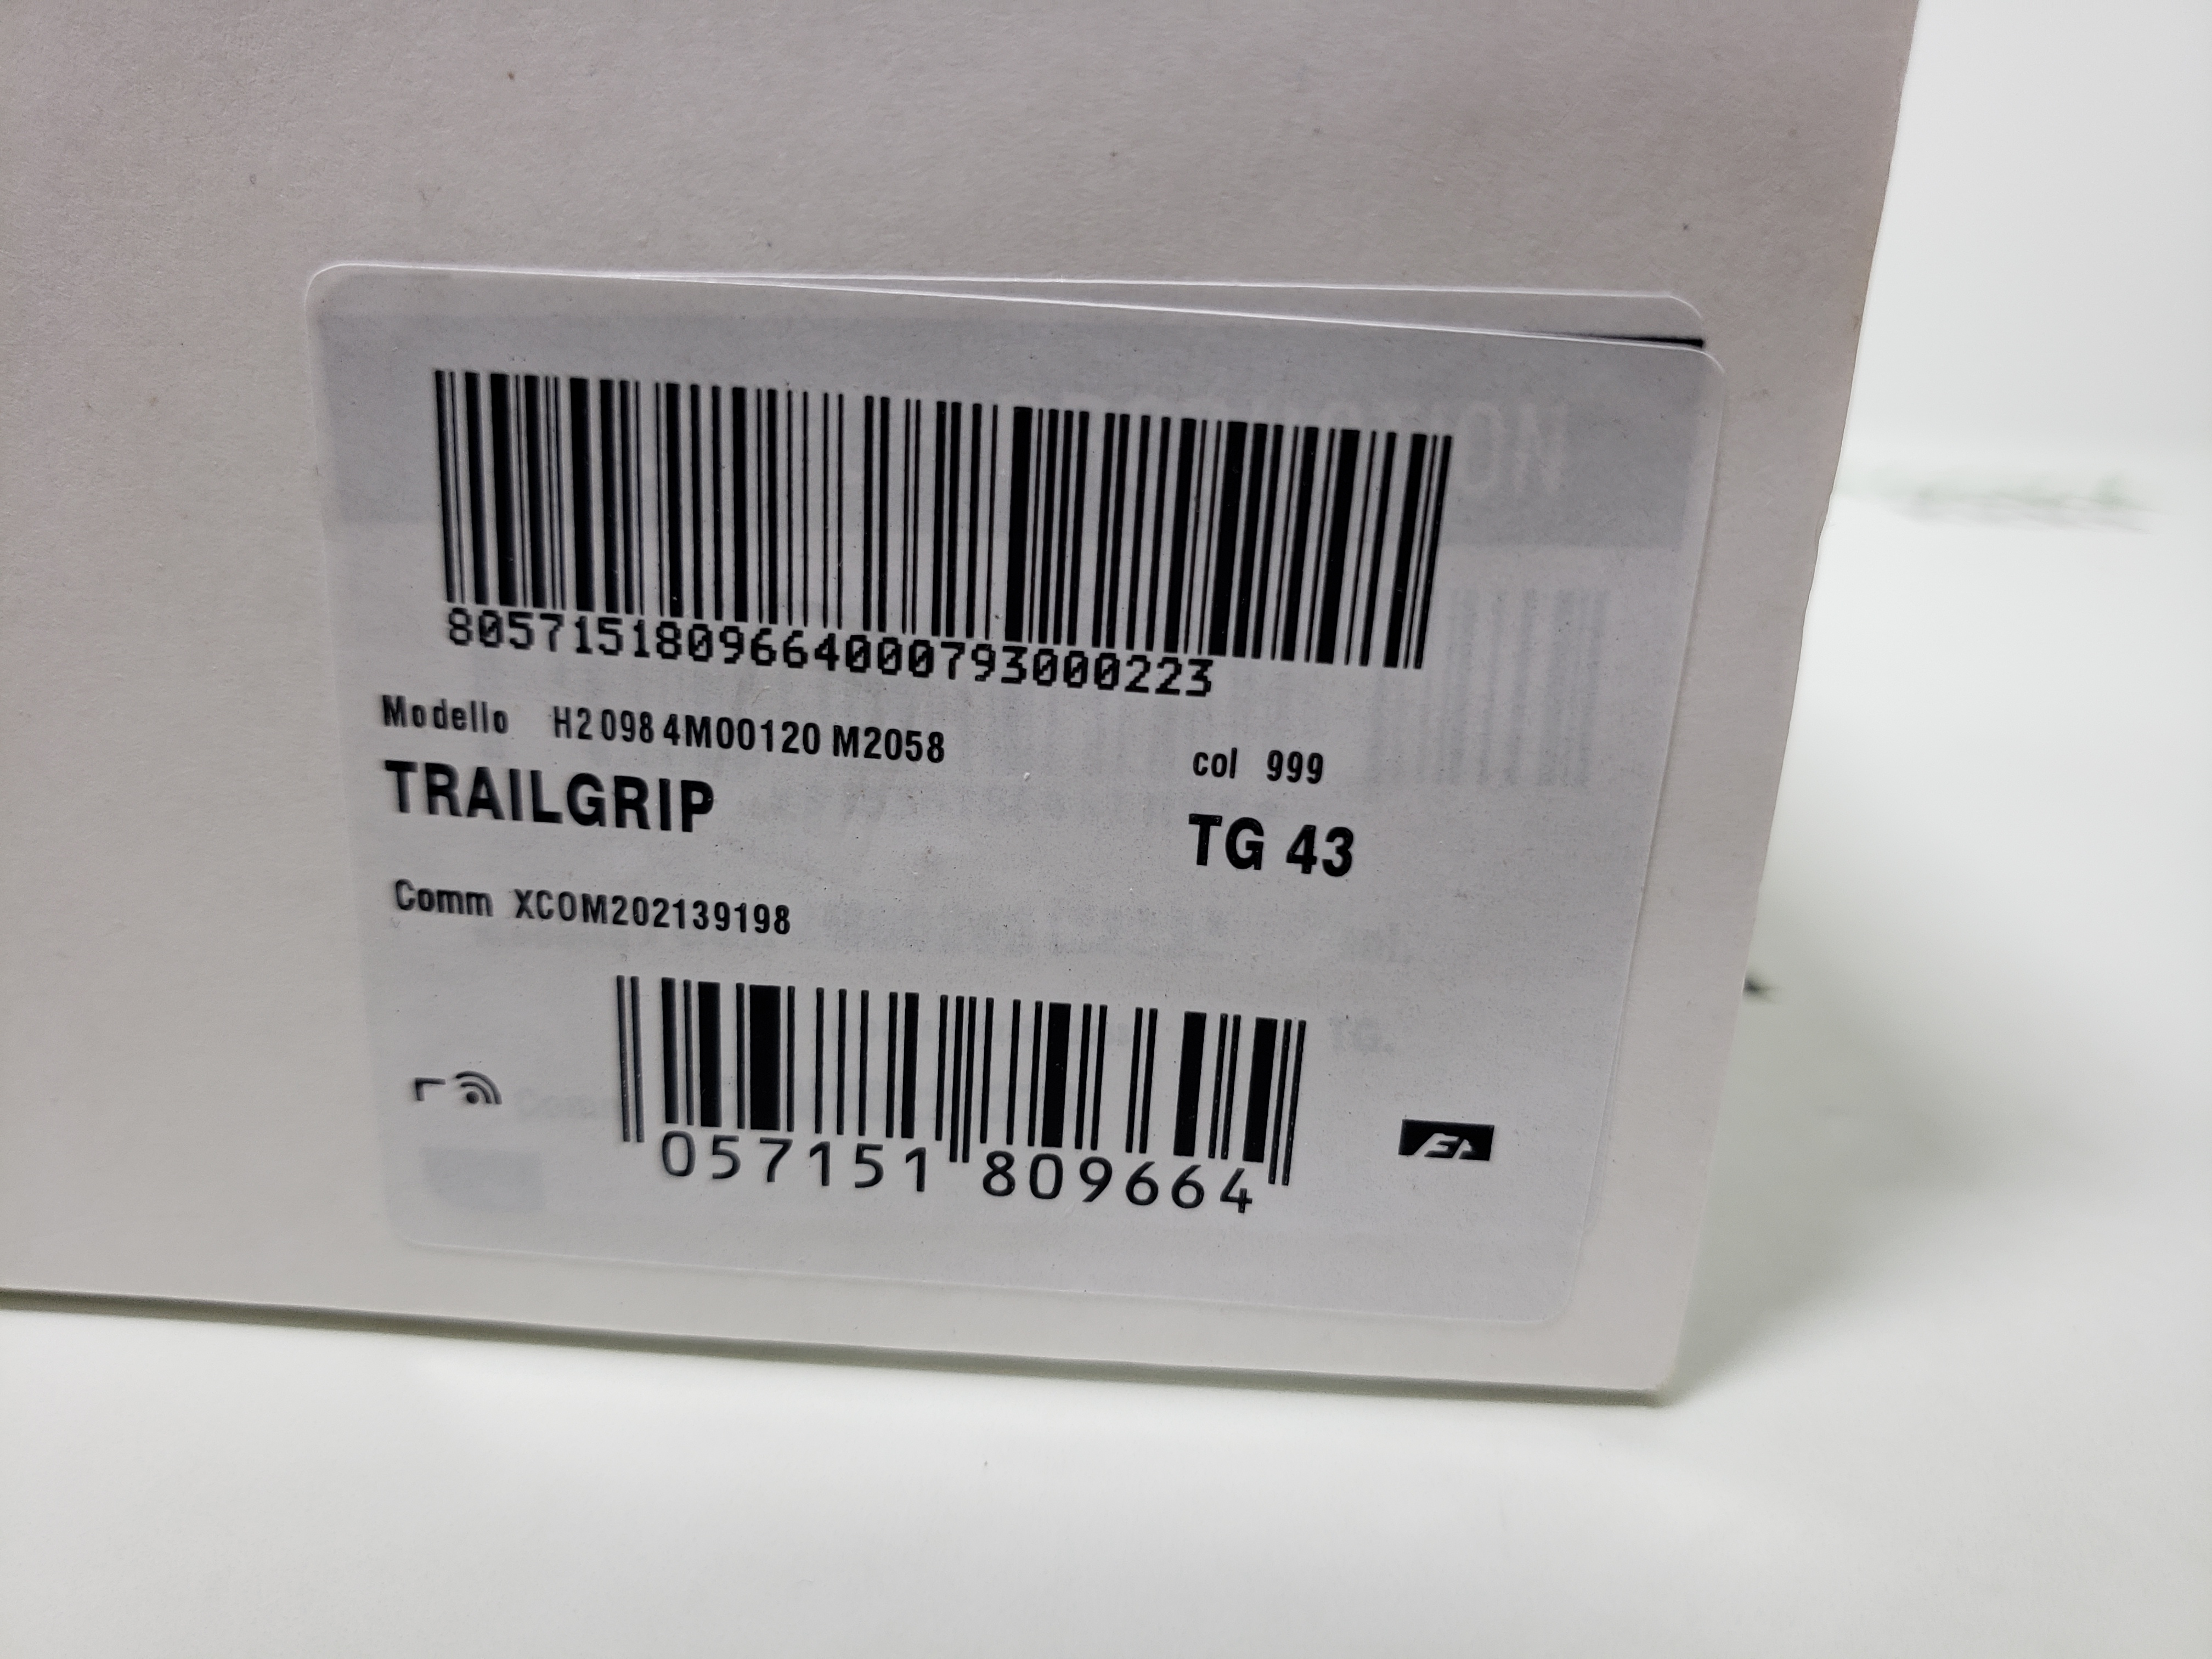 8057151809664000793000223
Modello H2 098 4M00120 M2058
col 999
TRAILGRIP
TG 43
Comm XCOM202139198
057151 809664